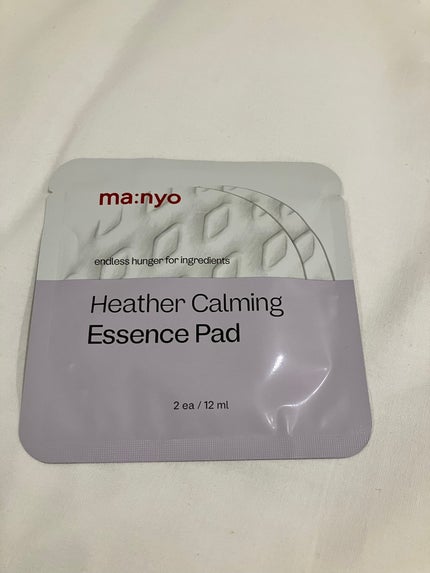 ma:nyo
endless hunger for ingredients
Heather Calming
Essence Pad
2 ea / 12 ml